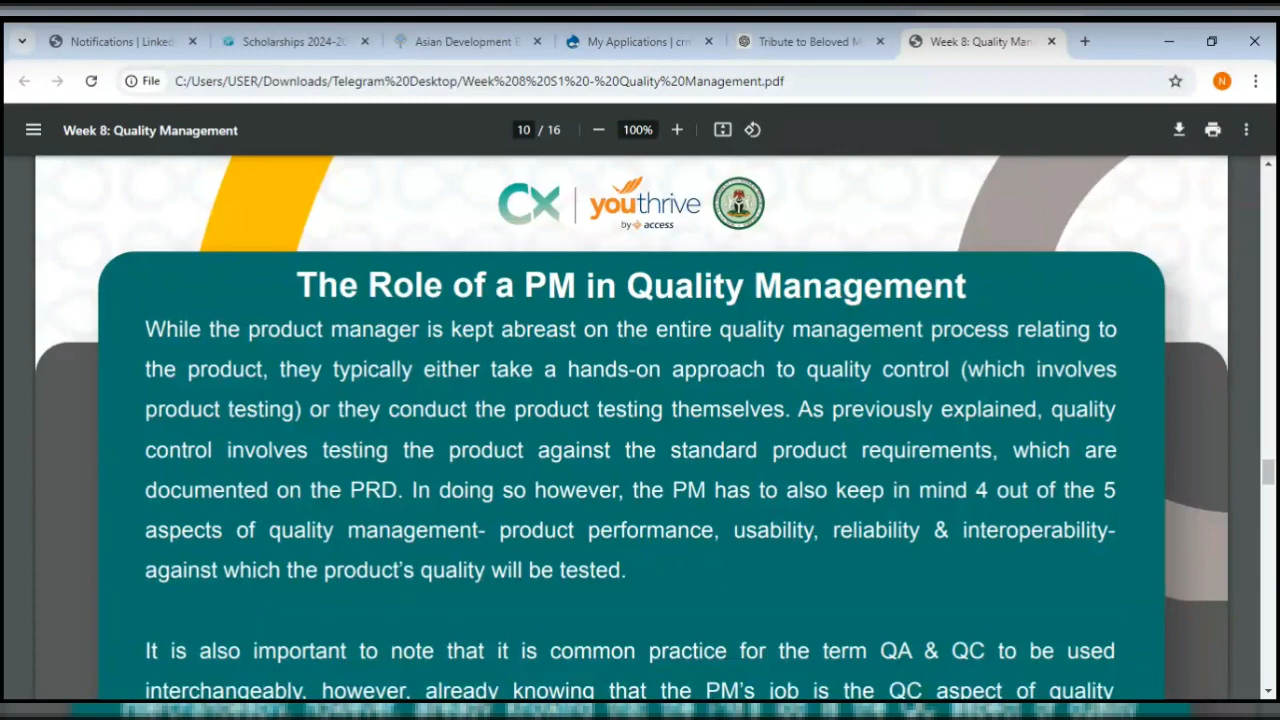 Notifications | Linke
Scholarships 2024-2
Asian Development
My Applications | cr
Tribute to Beloved M
Week 8: Quality Ma
File
C:/Users/USER/Downloads/Telegram%20Desktop/Week%208%20S1%20-%20Quality%20Management.pdf
N
Week 8: Quality Management
10 / 16
100%
CX
youthrive
by access
The Role of a PM in Quality Management
While the product manager is kept abreast on the entire quality management process relating to
the product, they typically either take a hands-on approach to quality control (which involves
product testing) or they conduct the product testing themselves. As previously explained, quality
control involves testing the product against the standard product requirements, which are
documented on the PRD. In doing so however, the PM has to also keep in mind 4 out of the 5
aspects of quality management- product performance, usability, reliability & interoperability-
against which the product's quality will be tested.
It is also important to note that it is common practice for the term QA & QC to be used
interchangeably, however, already knowing that the PM's job is the QC aspect of quality